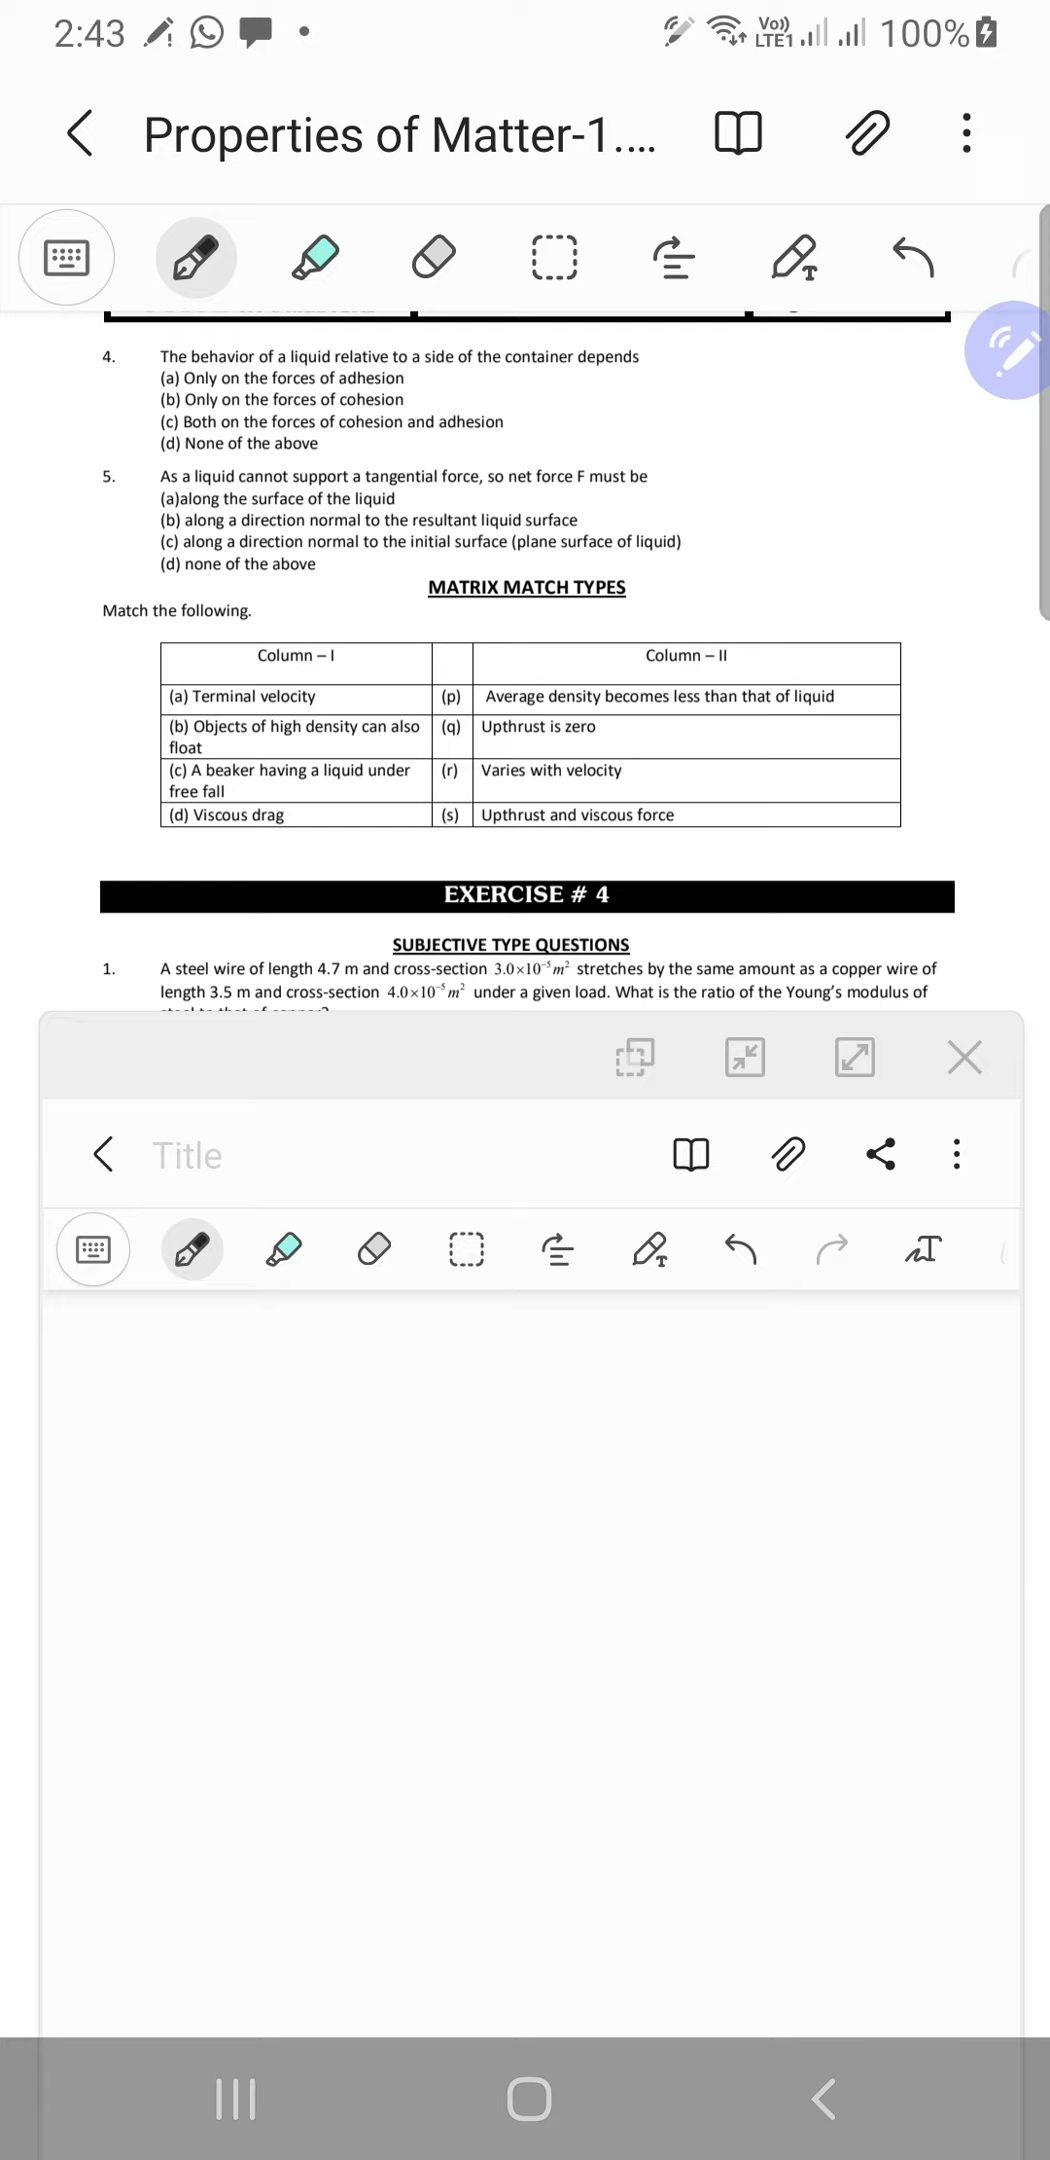 2:43
Vo))
LTE1
100%
Properties of Matter-1....
4. The behavior of a liquid relative to a side of the container depends
(a) Only on the forces of adhesion
(b) Only on the forces of cohesion
(c) Both on the forces of cohesion and adhesion
(d) None of the above
5. As a liquid cannot support a tangential force, so net force F must be
(a)along the surface of the liquid
(b) along a direction normal to the resultant liquid surface
(c) along a direction normal to the initial surface (plane surface of liquid)
(d) none of the above
MATRIX MATCH TYPES
Match the following.
Column – I Column – II
(a) Terminal velocity (p) Average density becomes less than that of liquid
(b) Objects of high density can also (q) Upthrust is zero
float
(c) A beaker having a liquid under (r) Varies with velocity
free fall
(d) Viscous drag (s) Upthrust and viscous force
EXERCISE # 4
SUBJECTIVE TYPE QUESTIONS
1. A steel wire of length 4.7 m and cross-section 3.0×10⁻⁵m² stretches by the same amount as a copper wire of
length 3.5 m and cross-section 4.0×10⁻⁵m² under a given load. What is the ratio of the Young's modulus of
Title